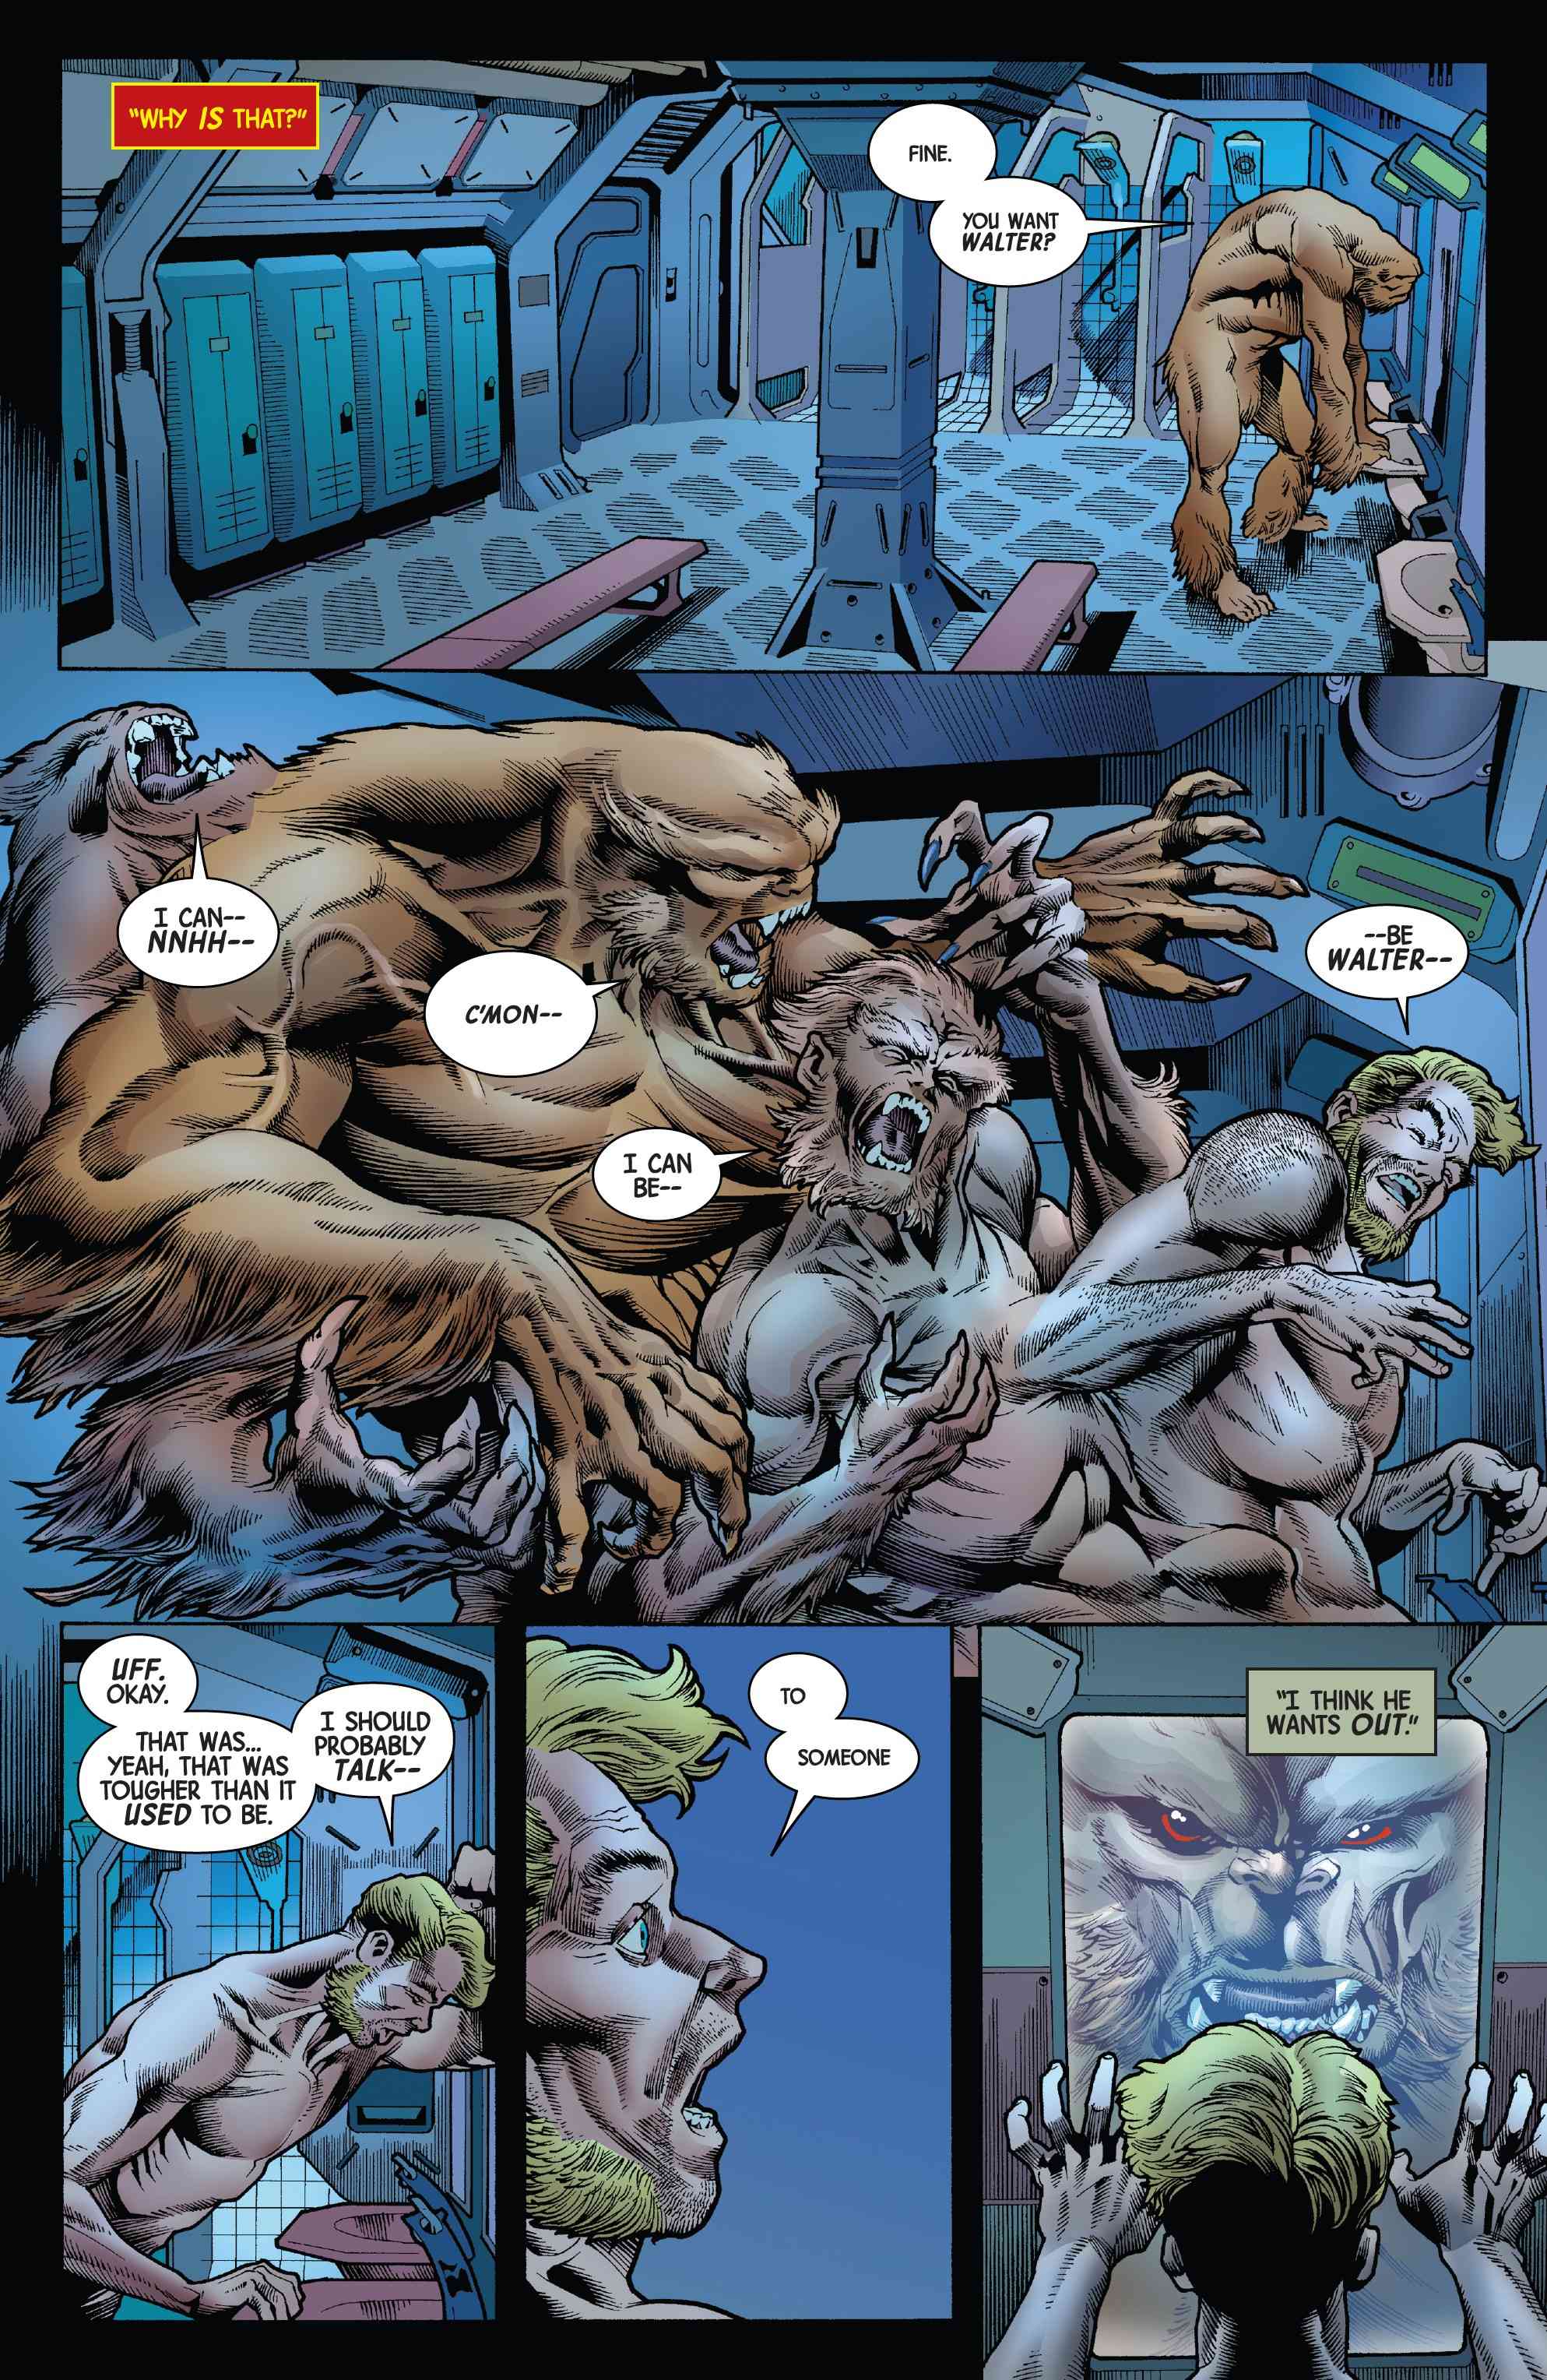 "WHY IS THAT?"
FINE.
YOU WANT
WALTER?
I CAN--
NNHH--
C'MON--
I CAN
BE--
--BE
WALTER--
UFF.
OKAY.
THAT WAS...
YEAH, THAT WAS
TOUGHER THAN IT
USED TO BE.
I SHOULD
PROBABLY
TALK--
TO
SOMEONE
"I THINK HE
WANTS OUT."